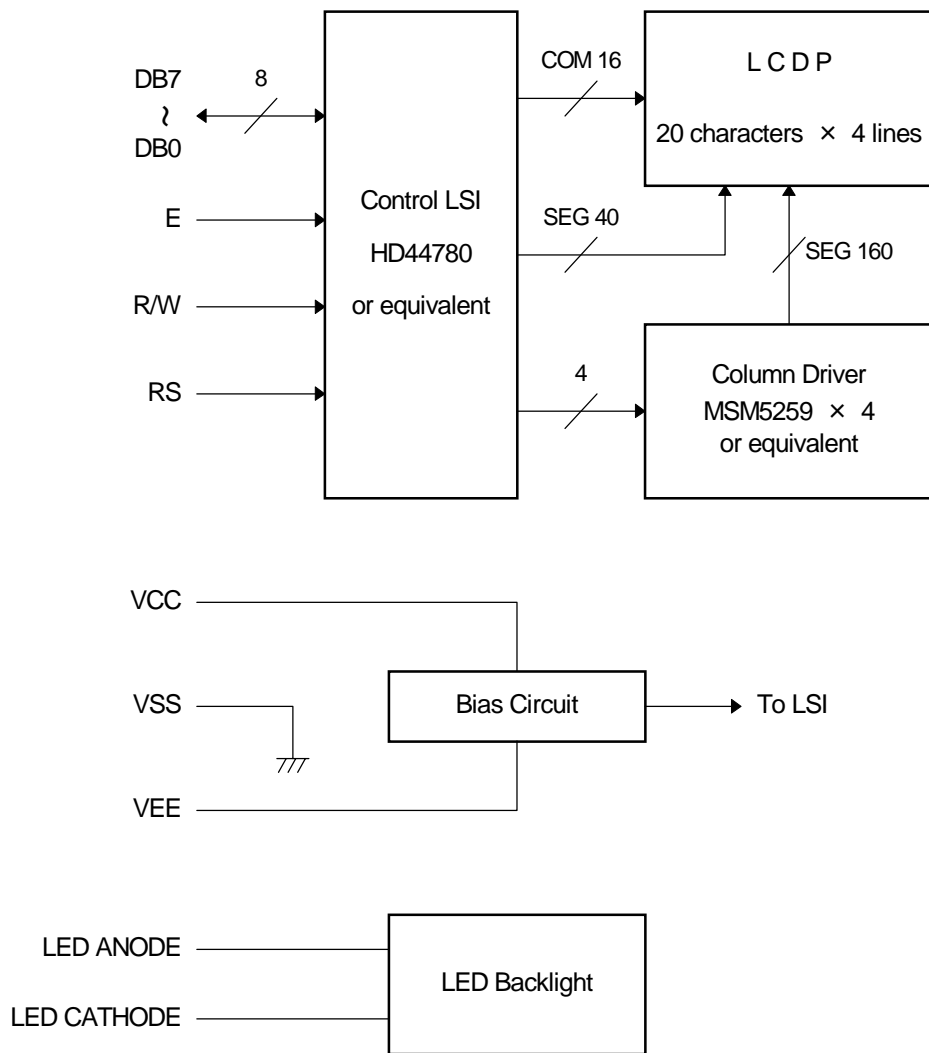 DB7
~
DB0
8
E
R/W
RS
Control LSI
HD44780
or equivalent
COM 16
SEG 40
4
L C D P
20 characters × 4 lines
SEG 160
Column Driver
MSM5259 × 4
or equivalent
VCC
VSS
VEE
Bias Circuit
To LSI
LED ANODE
LED CATHODE
LED Backlight